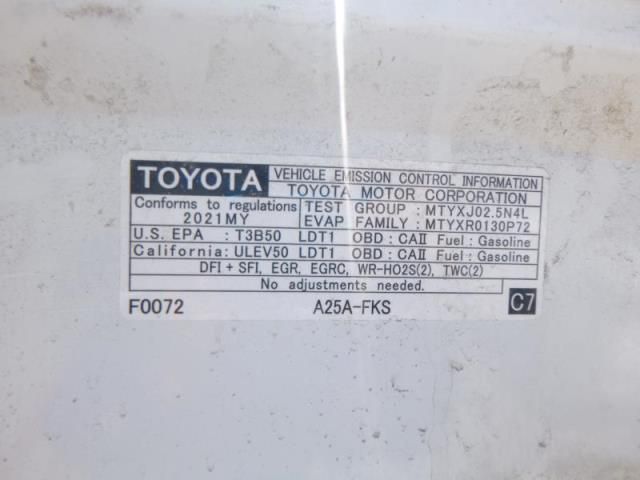 TOYOTA VEHICLE EMISSION CONTROL INFORMATION
TOYOTA MOTOR CORPORATION
Conforms to regulations TEST GROUP : MTYXJ02.5N4L
2021MY EVAP FAMILY: MTYXR0130P72
U.S. EPA : T3B50 LDT1 OBD : CAⅡ Fuel : Gasoline
California: ULEV50 LDT1 OBD : CAⅡ Fuel : Gasoline
DFI + SFI, EGR, EGRC, WR-HO2S(2), TWC(2)
No adjustments needed.
F0072 A25A-FKS C7